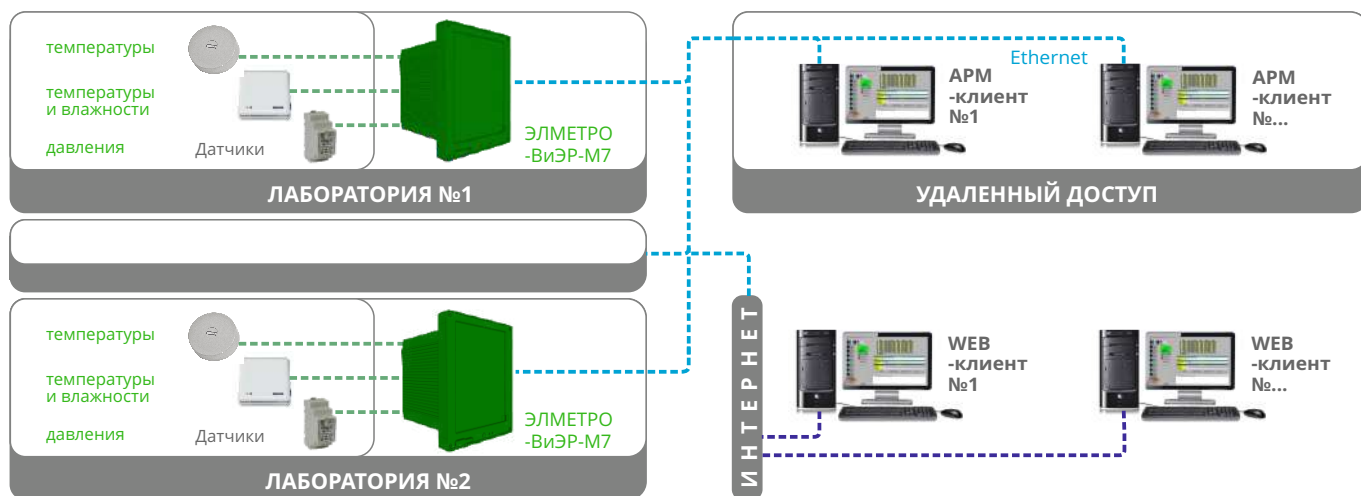 температуры
температуры
и влажности
давления
Датчики
ЭЛМЕТРО
-ВиЭР-М7
ЛАБОРАТОРИЯ №1
Ethernet
АРМ
-клиент
№1
АРМ
-клиент
№...
УДАЛЕННЫЙ ДОСТУП
температуры
температуры
и влажности
давления
Датчики
ЭЛМЕТРО
-ВиЭР-М7
ЛАБОРАТОРИЯ №2
ИНТЕРНЕТ
WEB
-клиент
№1
WEB
-клиент
№...